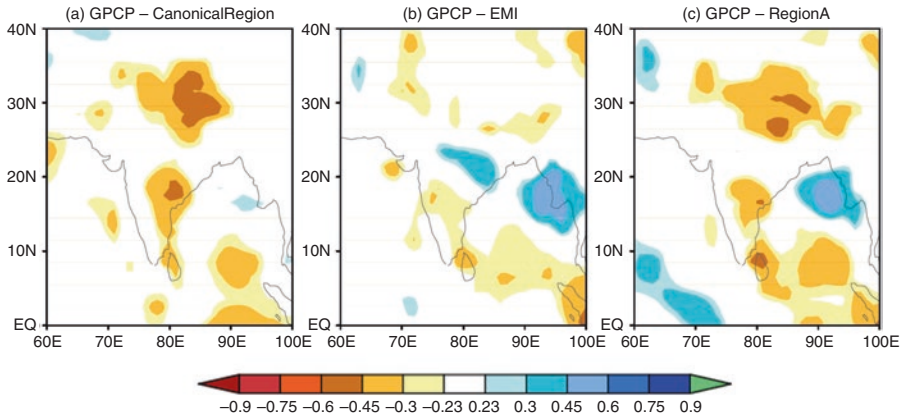 (a) GPCP – CanonicalRegion (b) GPCP – EMI (c) GPCP – RegionA
40N 40N 40N
30N 30N 30N
20N 20N 20N
10N 10N 10N
EQ EQ EQ
60E 70E 80E 90E 100E 60E 70E 80E 90E 100E 60E 70E 80E 90E 100E
−0.9 −0.75 −0.6 −0.45 −0.3 −0.23 0.23 0.3 0.45 0.6 0.75 0.9